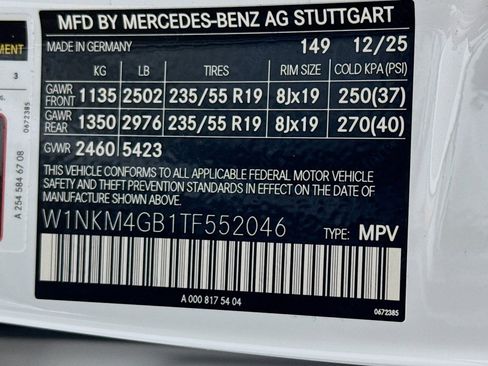 MFD BY MERCEDES-BENZ AG STUTTGART
MADE IN GERMANY 149 12/25
KG LB TIRES RIM SIZE COLD KPA (PSI)
GAWR FRONT 1135 2502 235/55 R19 8Jx19 250(37)
GAWR REAR 1350 2976 235/55 R19 8Jx19 270(40)
GVWR 2460 5423
VEHICLE CONFORMS TO ALL APPLICABLE FEDERAL MOTOR VEHICLE
SAFETY AND THEFT PREVENTION STANDARDS IN EFFECT ON THE DATE
OF MANUFACTURE SHOWN ABOVE.
W1NKM4GB1TF552046 TYPE: MPV
A 000 817 54 04
0672385
0672385
3
A 254 584 67 08